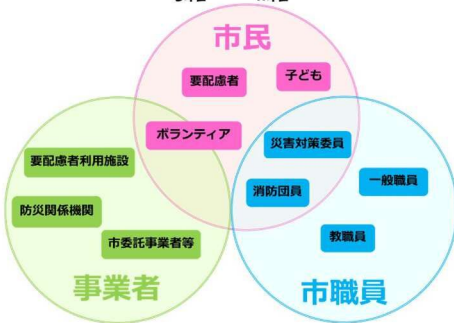 市民
要配慮者
子ども
ボランティア
災害対策委員
要配慮者利用施設
一般職員
消防団員
防災関係機関
教職員
市委託事業者等
事業者
市職員